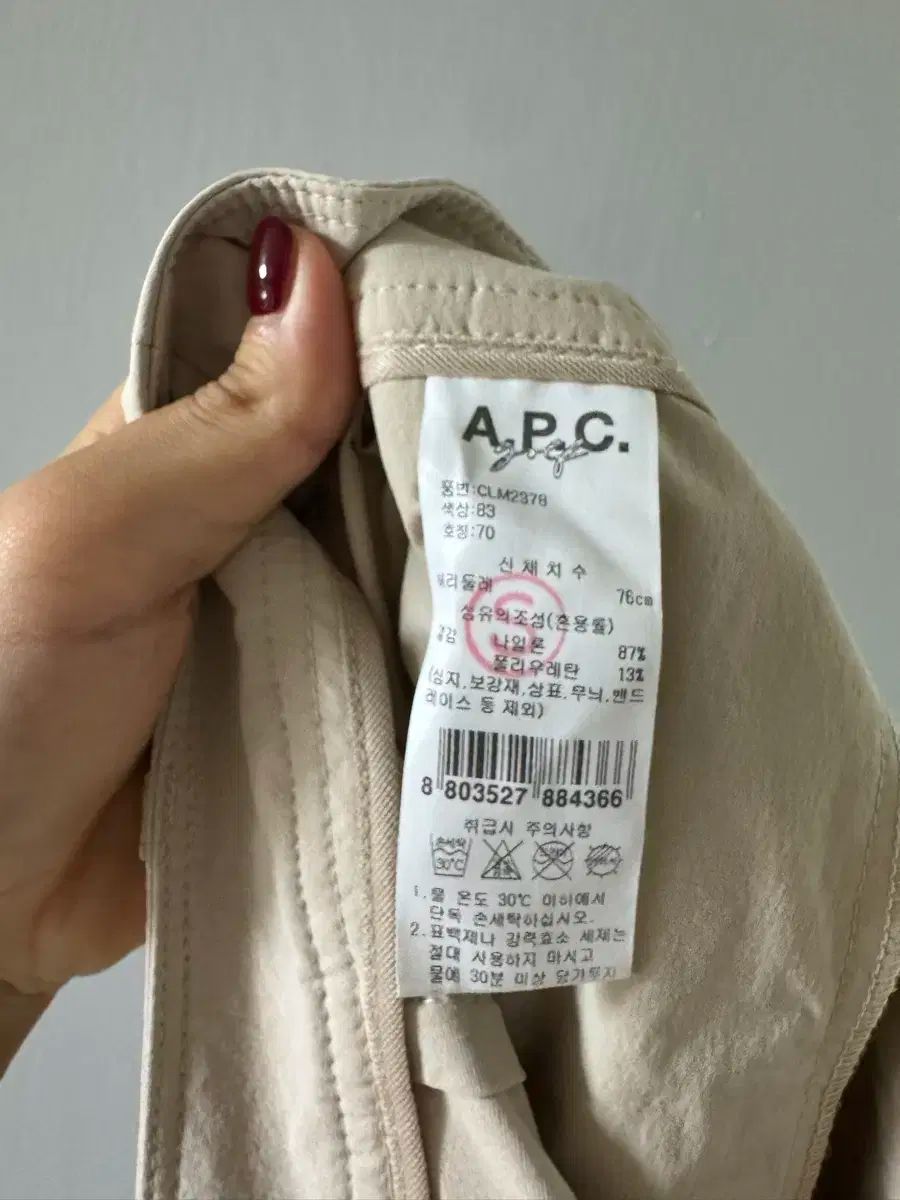 A.P.C.
golf
품번:CLM2378
색상:83
호칭:70
신체치수
허리둘레 76cm
S
섬유의조성(혼용률)
겉감 나일론 87%
폴리우레탄 13%
(심지,보강재,상표,무늬,밴드
레이스 등 제외)
8 803527 884366
취급시 주의사항
손세탁
30℃
1.물 온도 30℃ 이하에서
단독 손세탁하십시오.
2.표백제나 강력효소 세제는
절대 사용하지 마시고
물에 30분 이상 담가두지